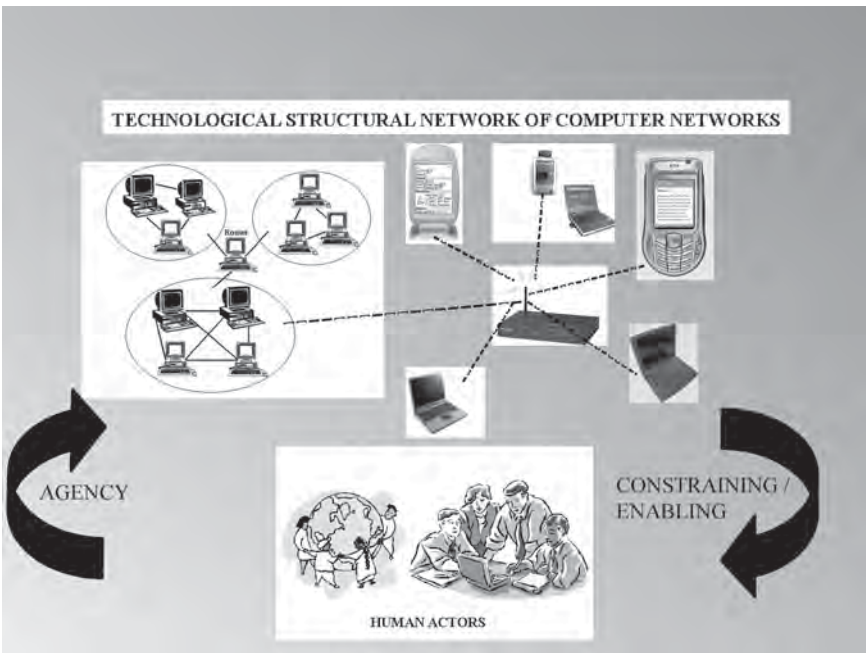 TECHNOLOGICAL STRUCTURAL NETWORK OF COMPUTER NETWORKS
Router
AGENCY
CONSTRAINING /
ENABLING
HUMAN ACTORS